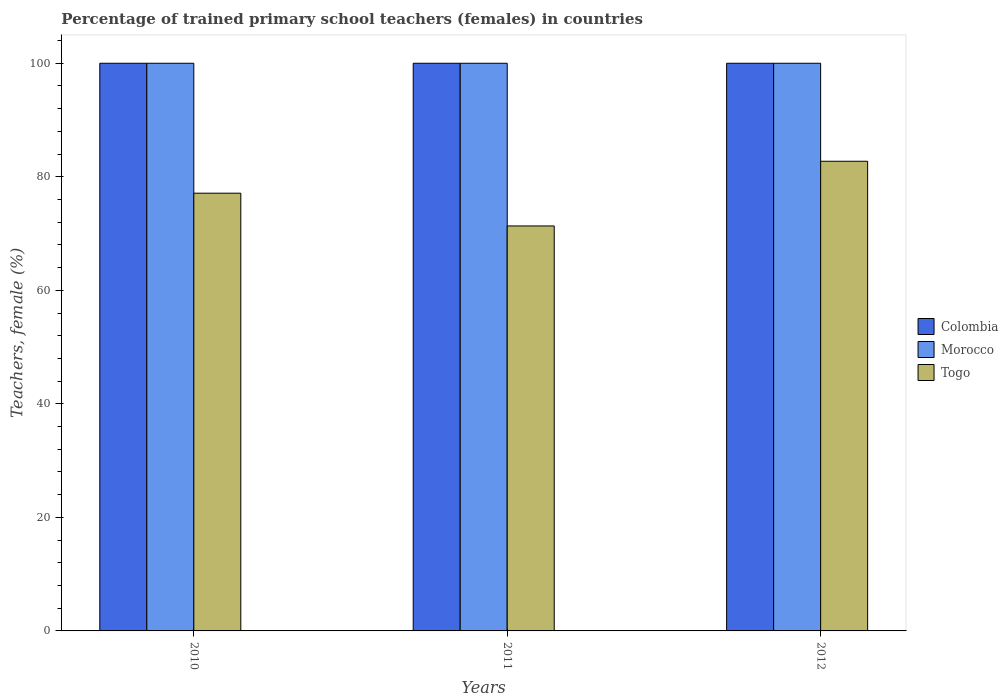 Percentage of trained primary school teachers (females) in countries
Teachers, female (%)
100
80
60
40
20
0
2010
2011
2012
Years
Colombia
Morocco
Togo